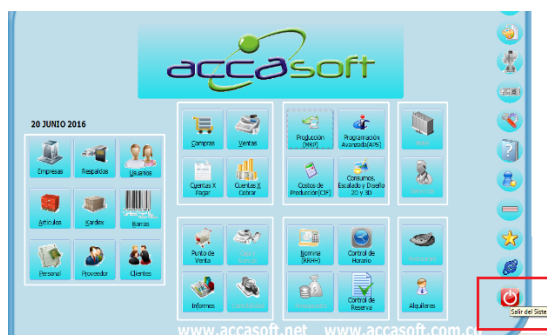 accasoft
20 JUNIO 2016
Empresas
Respaldos
Usuarios
Articulos
Kardex
Barras
Personal
Proveedor
Clientes
Compras
Ventas
Cuentas X
Pagar
Cuentas X
Cobrar
Producción
(MRP)
Programación
Avanzada(APS)
Costos de
Producción(CIF)
Consumos,
Escalado y Diseño
2D y 3D
Punto de
Venta
Informes
Nomina
(RRHH)
Control de
Horario
Control de
Reserva
Alquileres
Salir del Siste
www.accasoft.net
www.accasoft.com.co